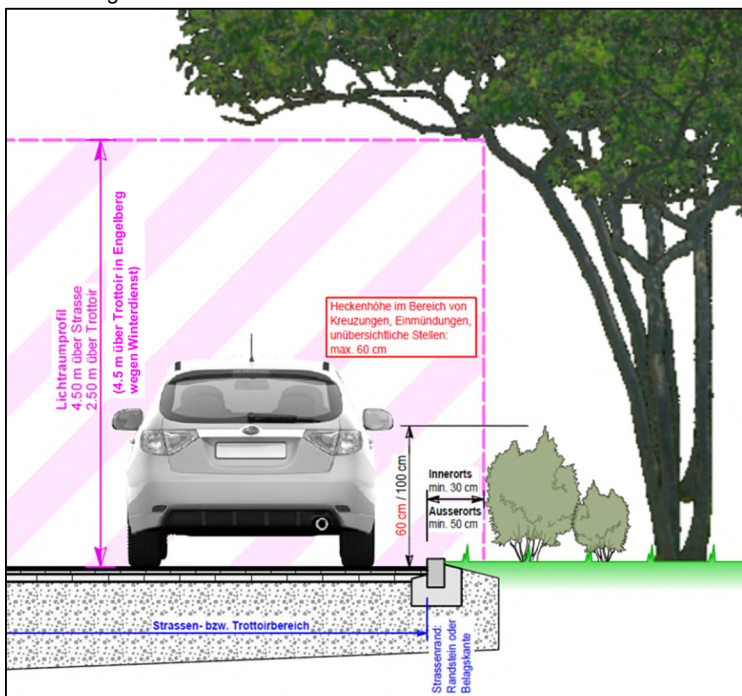 Lichtraumprofil
4.50 m über Strasse
2.50 m über Trottoir
(4.5 m über Trottoir in Engelberg
wegen Winterdienst)
Heckenhöhe im Bereich von
Kreuzungen, Einmündungen,
unübersichtliche Stellen:
max. 60 cm
60 cm / 100 cm
Innerorts
min. 30 cm
Ausserorts
min. 50 cm
Strassen- bzw. Trottoirbereich
Strassenrand:
Randstein oder
Belagskante